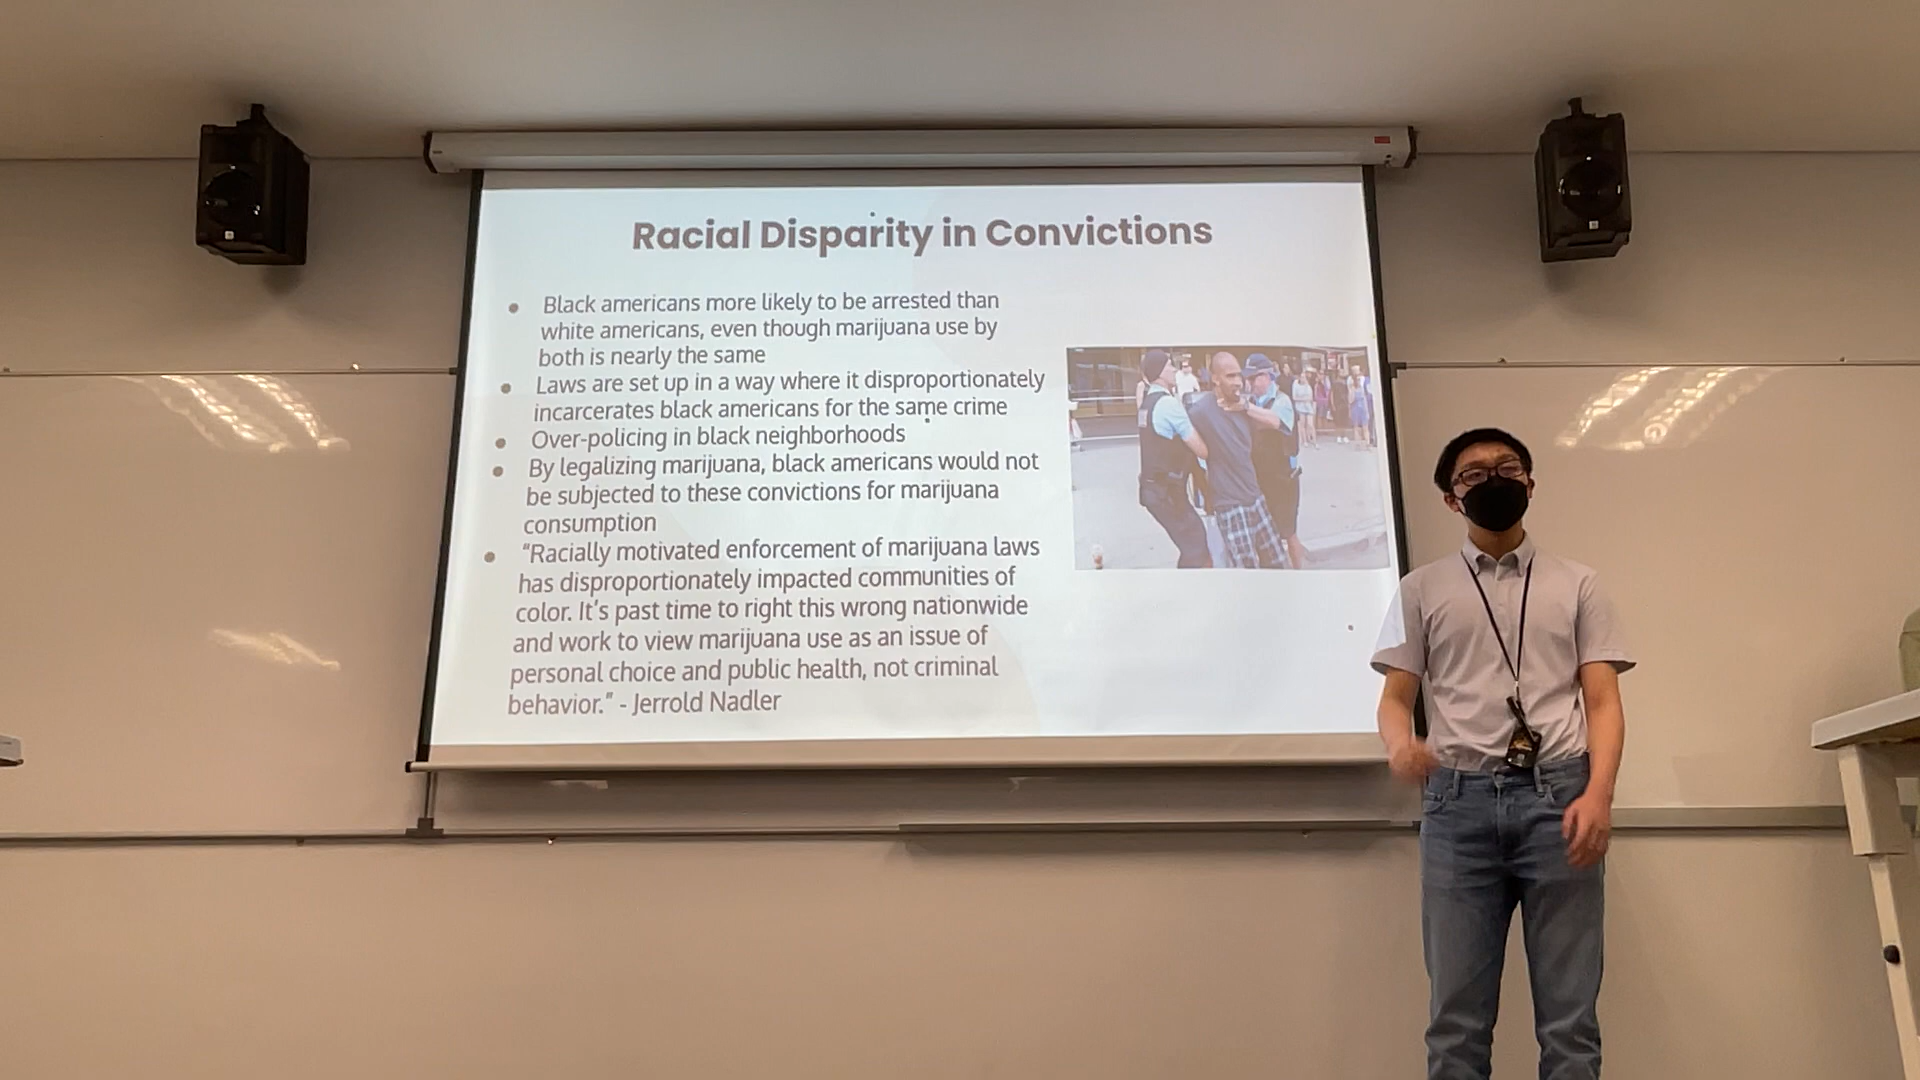 Racial Disparity in Convictions
● Black americans more likely to be arrested than
white americans, even though marijuana use by
both is nearly the same
● Laws are set up in a way where it disproportionately
incarcerates black americans for the same crime
● Over-policing in black neighborhoods
● By legalizing marijuana, black americans would not
be subjected to these convictions for marijuana
consumption
● “Racially motivated enforcement of marijuana laws
has disproportionately impacted communities of
color. It’s past time to right this wrong nationwide
and work to view marijuana use as an issue of
personal choice and public health, not criminal
behavior.” - Jerrold Nadler